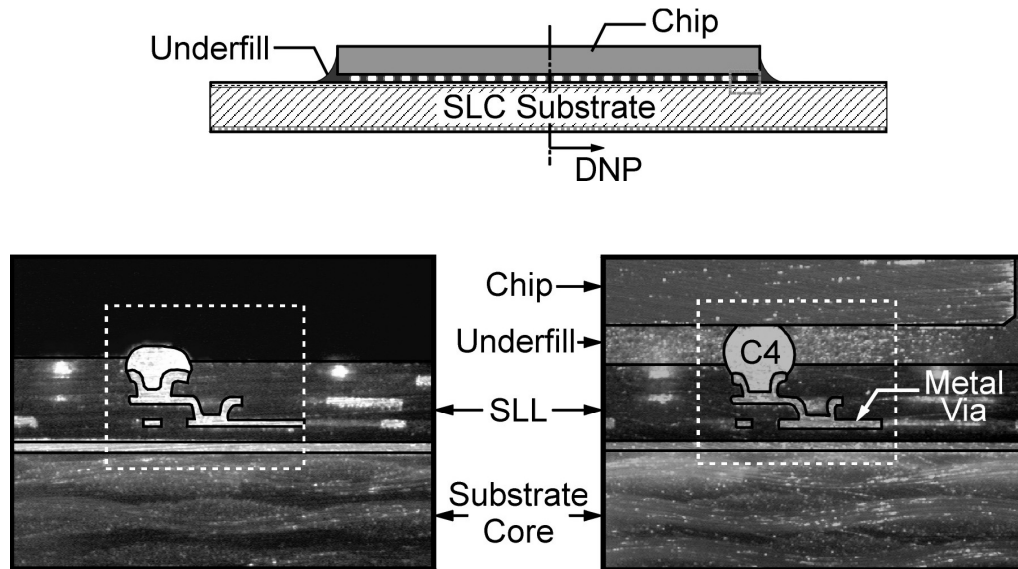 Underfill
Chip
SLC Substrate
DNP
Chip
Underfill
C4
SLL
Metal
Via
Substrate
Core